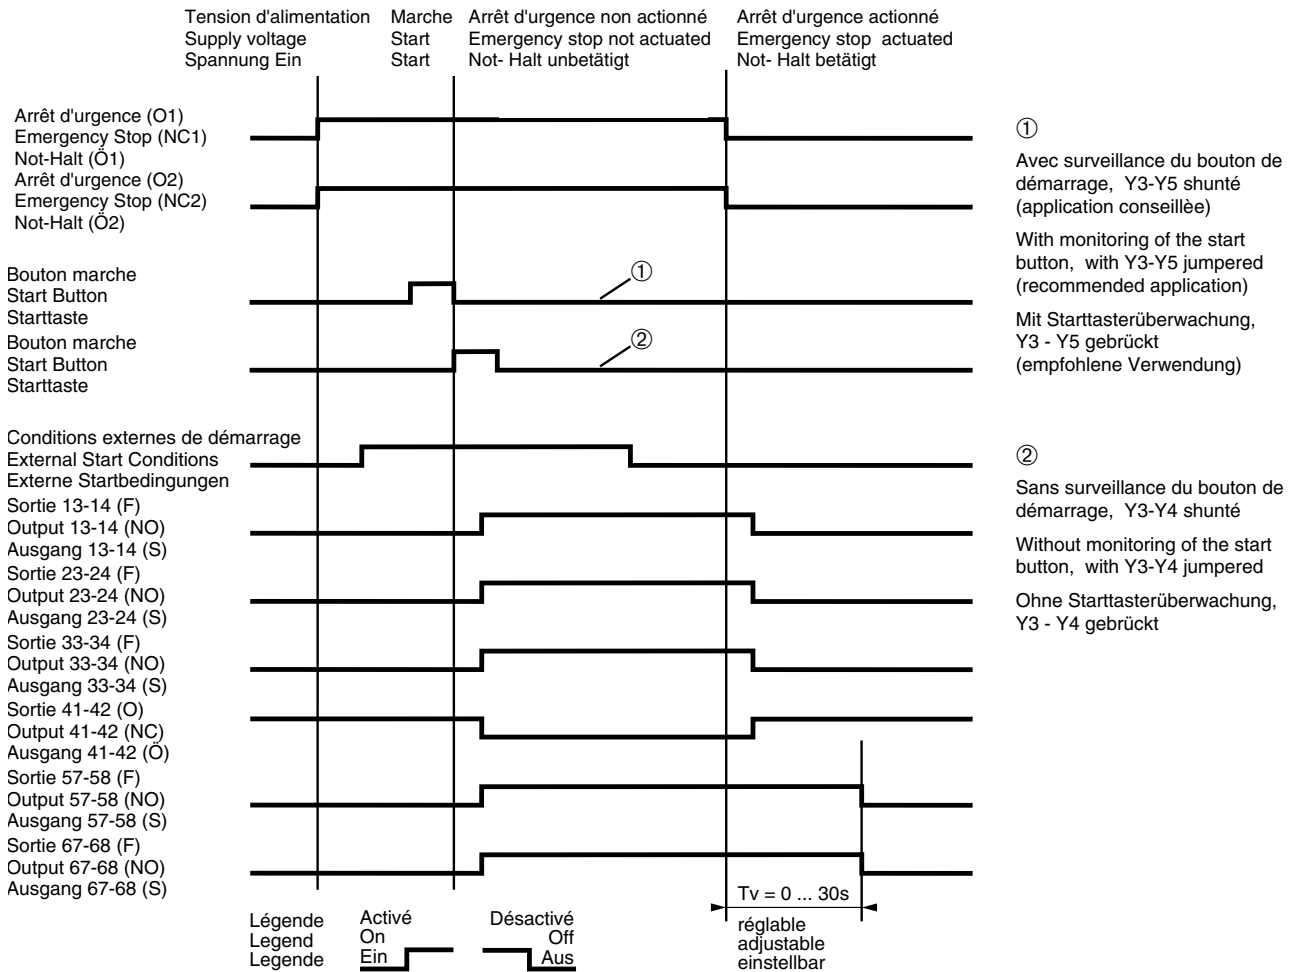 Tension d'alimentation
Supply voltage
Spannung Ein
Marche
Start
Start
Arrêt d'urgence non actionné
Emergency stop not actuated
Not- Halt unbetätigt
Arrêt d'urgence actionné
Emergency stop actuated
Not- Halt betätigt
Arrêt d'urgence (O1)
Emergency Stop (NC1)
Not-Halt (Ö1)
Arrêt d'urgence (O2)
Emergency Stop (NC2)
Not-Halt (Ö2)
Bouton marche
Start Button
Starttaste
①
Bouton marche
Start Button
Starttaste
②
Conditions externes de démarrage
External Start Conditions
Externe Startbedingungen
Sortie 13-14 (F)
Output 13-14 (NO)
Ausgang 13-14 (S)
Sortie 23-24 (F)
Output 23-24 (NO)
Ausgang 23-24 (S)
Sortie 33-34 (F)
Output 33-34 (NO)
Ausgang 33-34 (S)
Sortie 41-42 (O)
Output 41-42 (NC)
Ausgang 41-42 (Ö)
Sortie 57-58 (F)
Output 57-58 (NO)
Ausgang 57-58 (S)
Sortie 67-68 (F)
Output 67-68 (NO)
Ausgang 67-68 (S)
Tv = 0 ... 30s
réglable
adjustable
einstellbar
Légende
Legend
Legende
Activé
On
Ein
Désactivé
Off
Aus
①
Avec surveillance du bouton de
démarrage, Y3-Y5 shunté
(application conseillèe)
With monitoring of the start
button, with Y3-Y5 jumpered
(recommended application)
Mit Starttasterüberwachung,
Y3 - Y5 gebrückt
(empfohlene Verwendung)
②
Sans surveillance du bouton de
démarrage, Y3-Y4 shunté
Without monitoring of the start
button, with Y3-Y4 jumpered
Ohne Starttasterüberwachung,
Y3 - Y4 gebrückt